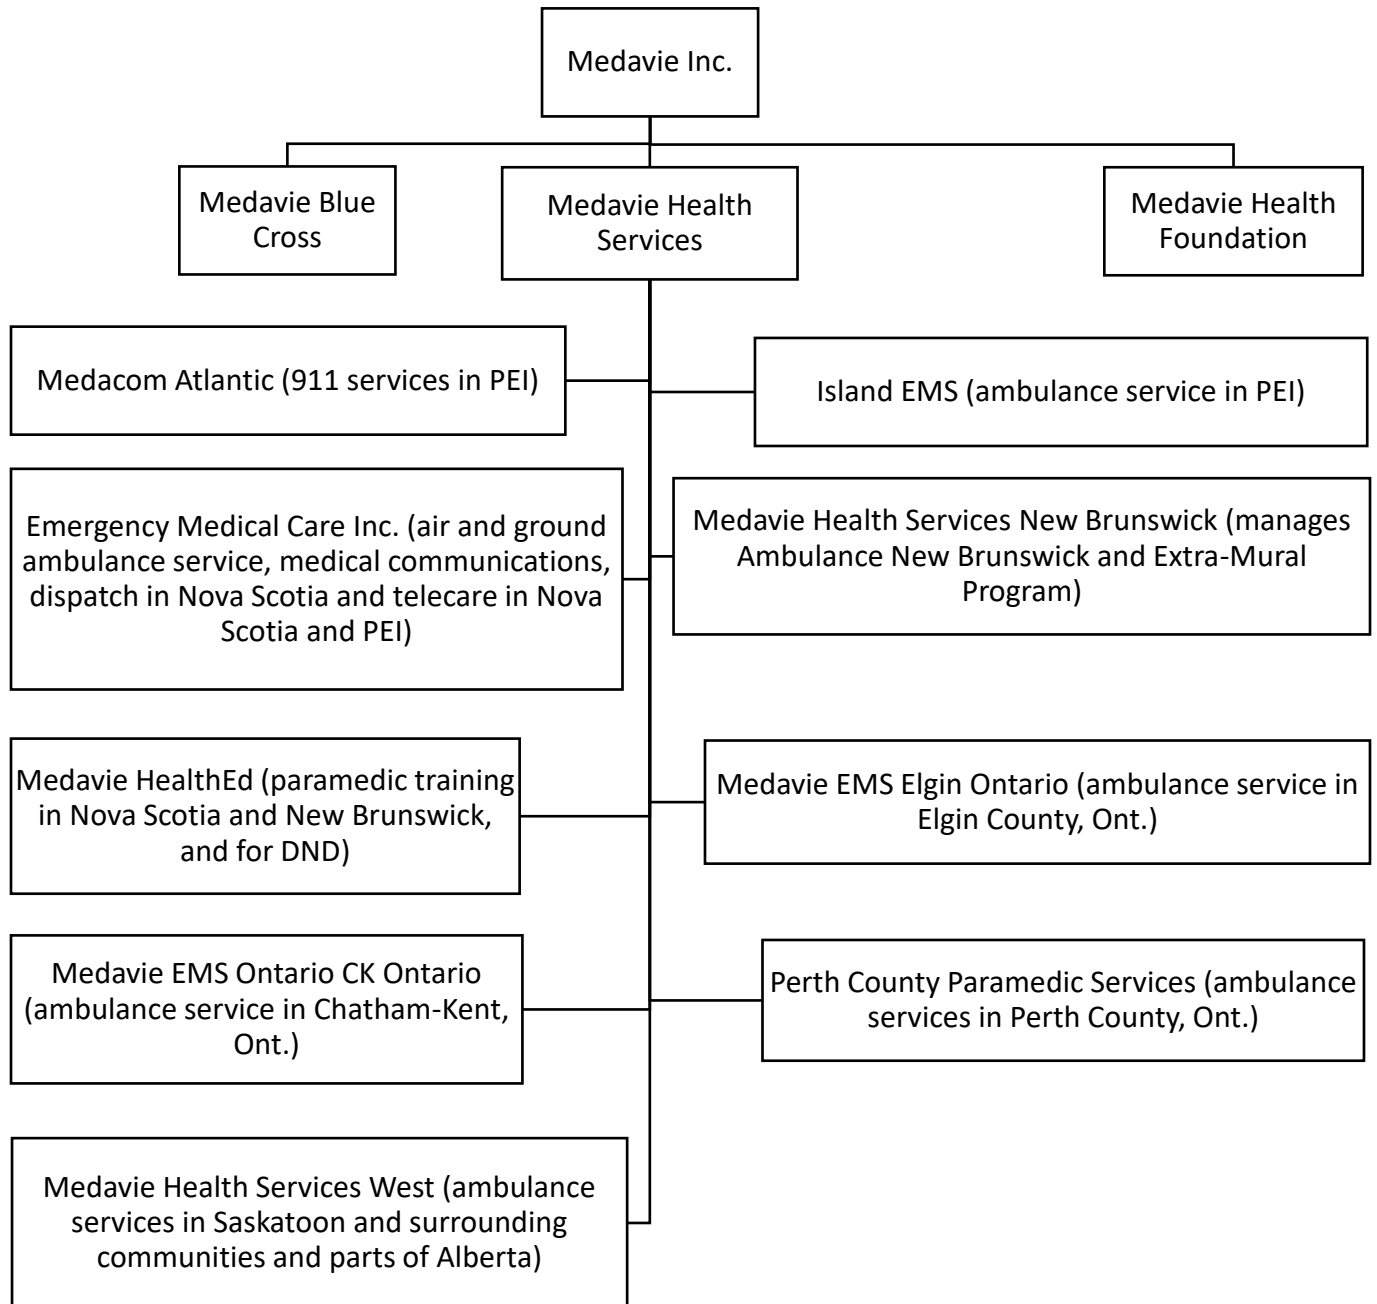 Medavie Inc.
Medavie Blue
Cross
Medavie Health
Services
Medavie Health
Foundation
Medacom Atlantic (911 services in PEI)
Island EMS (ambulance service in PEI)
Emergency Medical Care Inc. (air and ground
ambulance service, medical communications,
dispatch in Nova Scotia and telecare in Nova
Scotia and PEI)
Medavie Health Services New Brunswick (manages
Ambulance New Brunswick and Extra-Mural
Program)
Medavie HealthEd (paramedic training
in Nova Scotia and New Brunswick,
and for DND)
Medavie EMS Elgin Ontario (ambulance service in
Elgin County, Ont.)
Medavie EMS Ontario CK Ontario
(ambulance service in Chatham-Kent,
Ont.)
Perth County Paramedic Services (ambulance
services in Perth County, Ont.)
Medavie Health Services West (ambulance
services in Saskatoon and surrounding
communities and parts of Alberta)